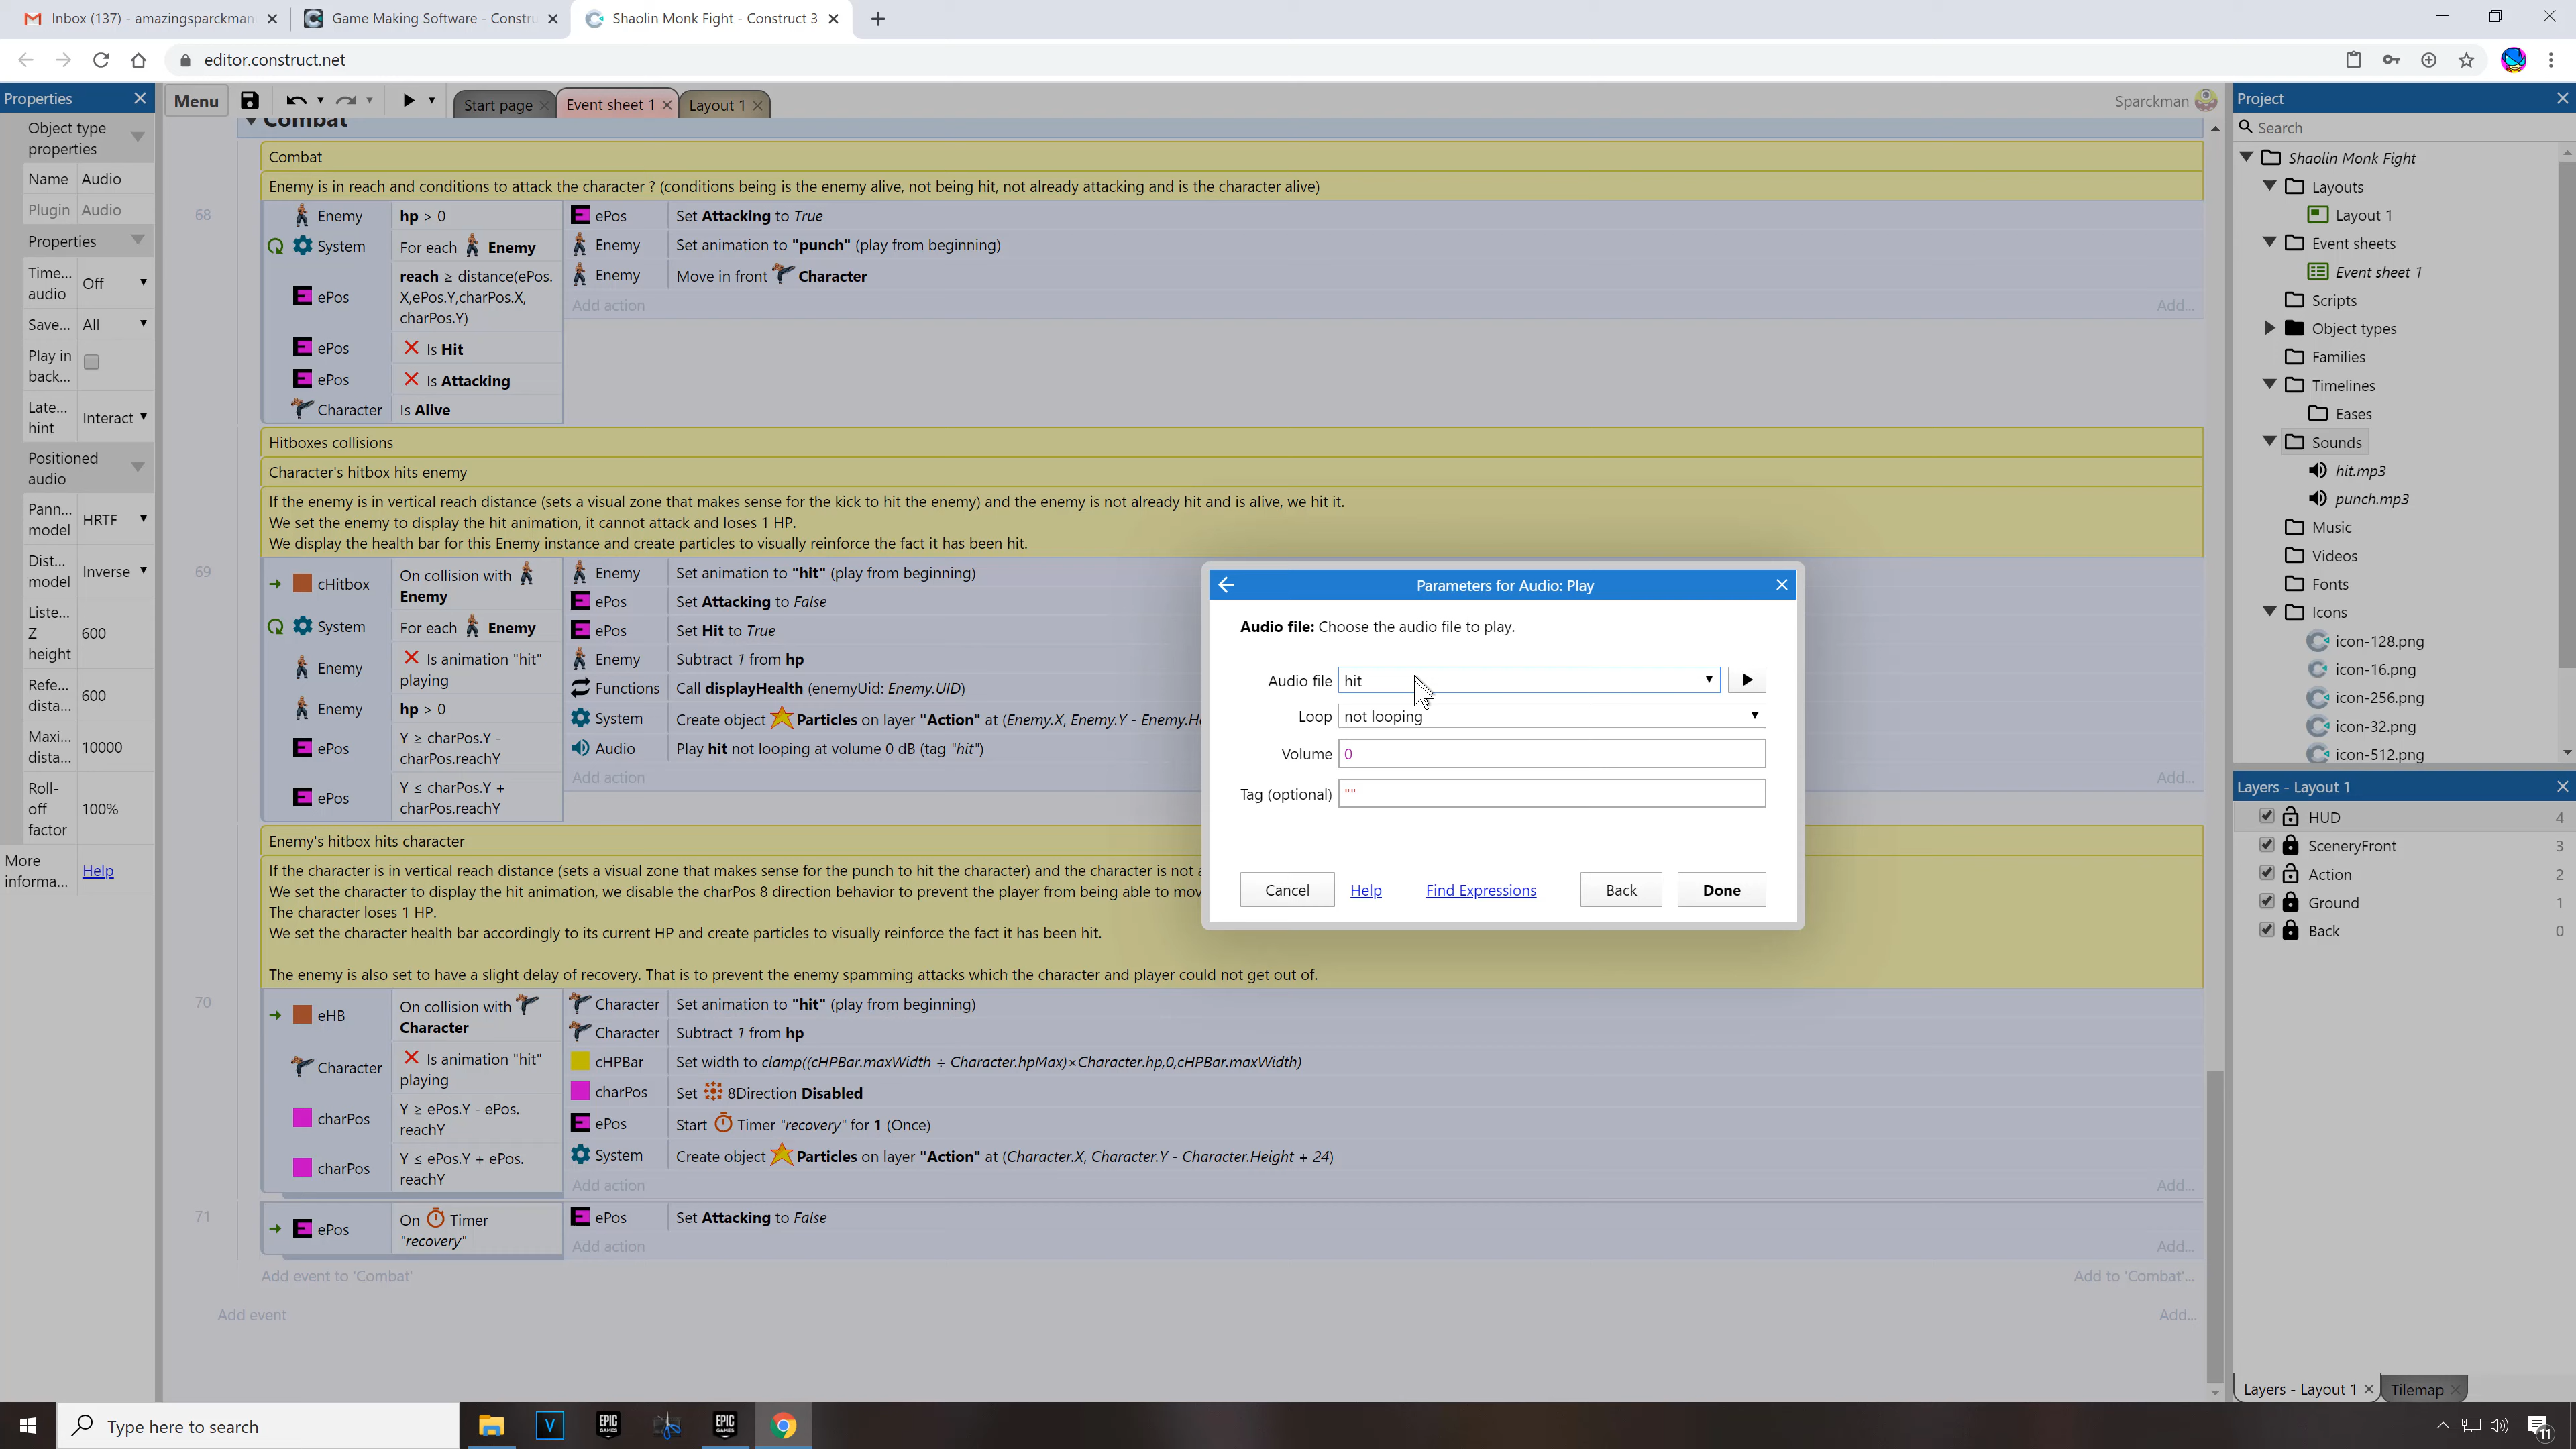 Inbox (137) - amazingsparckman
Game Making Software - Constru
Shaolin Monk Fight - Construct 3
editor.construct.net
Properties
Menu
Start page
Event sheet 1
Layout 1
Sparckman
Project
Object type properties
Name Audio
Plugin Audio
Properties
Time... audio Off
Save... All
Play in back...
Late... hint Interact
Positioned audio
Pann... model HRTF
Dist... model Inverse
Liste... Z height 600
Refe... dista... 600
Maxi... dista... 10000
Roll-off factor 100%
More informa... Help
Combat
Combat
Enemy is in reach and conditions to attack the character ? (conditions being is the enemy alive, not being hit, not already attacking and is the character alive)
68
Enemy hp > 0
System For each Enemy
ePos reach ≥ distance(ePos.X,ePos.Y,charPos.X, charPos.Y)
ePos Is Hit
ePos Is Attacking
Character Is Alive
ePos Set Attacking to True
Enemy Set animation to "punch" (play from beginning)
Enemy Move in front Character
Add action
Add...
Hitboxes collisions
Character's hitbox hits enemy
If the enemy is in vertical reach distance (sets a visual zone that makes sense for the kick to hit the enemy) and the enemy is not already hit and is alive, we hit it.
We set the enemy to display the hit animation, it cannot attack and loses 1 HP.
We display the health bar for this Enemy instance and create particles to visually reinforce the fact it has been hit.
69
cHitbox On collision with Enemy
System For each Enemy
Enemy Is animation "hit" playing
Enemy hp > 0
ePos Y ≥ charPos.Y - charPos.reachY
ePos Y ≤ charPos.Y + charPos.reachY
Enemy Set animation to "hit" (play from beginning)
ePos Set Attacking to False
ePos Set Hit to True
Enemy Subtract 1 from hp
Functions Call displayHealth (enemyUid: Enemy.UID)
System Create object Particles on layer "Action" at (Enemy.X, Enemy.Y - Enemy.He
Audio Play hit not looping at volume 0 dB (tag "hit")
Add action
Add...
Enemy's hitbox hits character
If the character is in vertical reach distance (sets a visual zone that makes sense for the punch to hit the character) and the character is not a
We set the character to display the hit animation, we disable the charPos 8 direction behavior to prevent the player from being able to mov
The character loses 1 HP.
We set the character health bar accordingly to its current HP and create particles to visually reinforce the fact it has been hit.
The enemy is also set to have a slight delay of recovery. That is to prevent the enemy spamming attacks which the character and player could not get out of.
70
eHB On collision with Character
Character Is animation "hit" playing
charPos Y ≥ ePos.Y - ePos.reachY
charPos Y ≤ ePos.Y + ePos.reachY
Character Set animation to "hit" (play from beginning)
Character Subtract 1 from hp
cHPBar Set width to clamp((cHPBar.maxWidth ÷ Character.hpMax)×Character.hp,0,cHPBar.maxWidth)
charPos Set 8Direction Disabled
ePos Start Timer "recovery" for 1 (Once)
System Create object Particles on layer "Action" at (Character.X, Character.Y - Character.Height + 24)
Add action
Add...
71
ePos On Timer "recovery"
ePos Set Attacking to False
Add action
Add...
Add event to 'Combat'
Add to 'Combat'...
Add event
Add...
Parameters for Audio: Play
Audio file: Choose the audio file to play.
Audio file hit
Loop not looping
Volume 0
Tag (optional) ""
Cancel
Help
Find Expressions
Back
Done
Search
Shaolin Monk Fight
Layouts
Layout 1
Event sheets
Event sheet 1
Scripts
Object types
Families
Timelines
Eases
Sounds
hit.mp3
punch.mp3
Music
Videos
Fonts
Icons
icon-128.png
icon-16.png
icon-256.png
icon-32.png
icon-512.png
Layers - Layout 1
HUD 4
SceneryFront 3
Action 2
Ground 1
Back 0
Layers - Layout 1
Tilemap
Type here to search
V
EPIC GAMES
EPIC GAMES
11